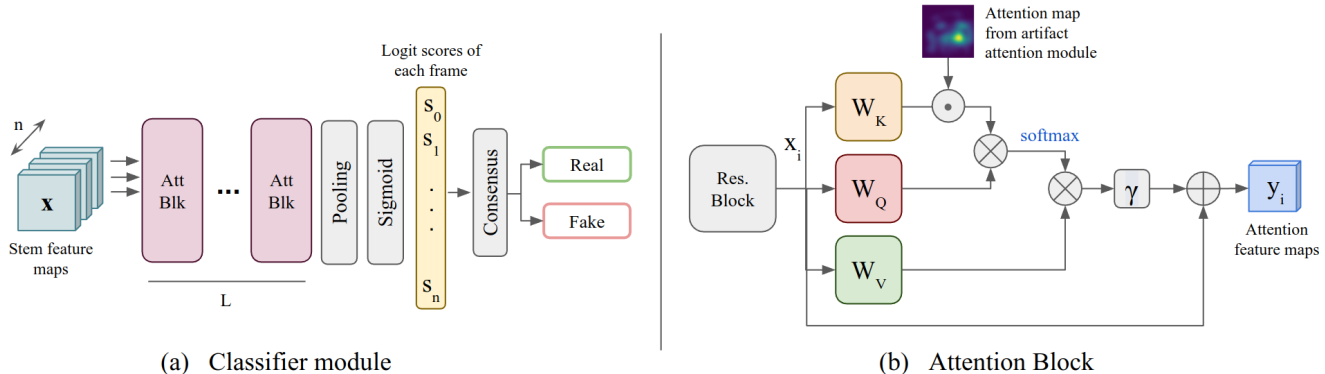 n
x
Stem feature
maps
Att
Blk
...
Att
Blk
L
Pooling
Sigmoid
Logit scores of
each frame
S0
S1
.
.
.
Sn
Consensus
Real
Fake
(a) Classifier module
Attention map
from artifact
attention module
Res.
Block
Xi
WK
WQ
WV
softmax
γ
yi
Attention
feature maps
(b) Attention Block